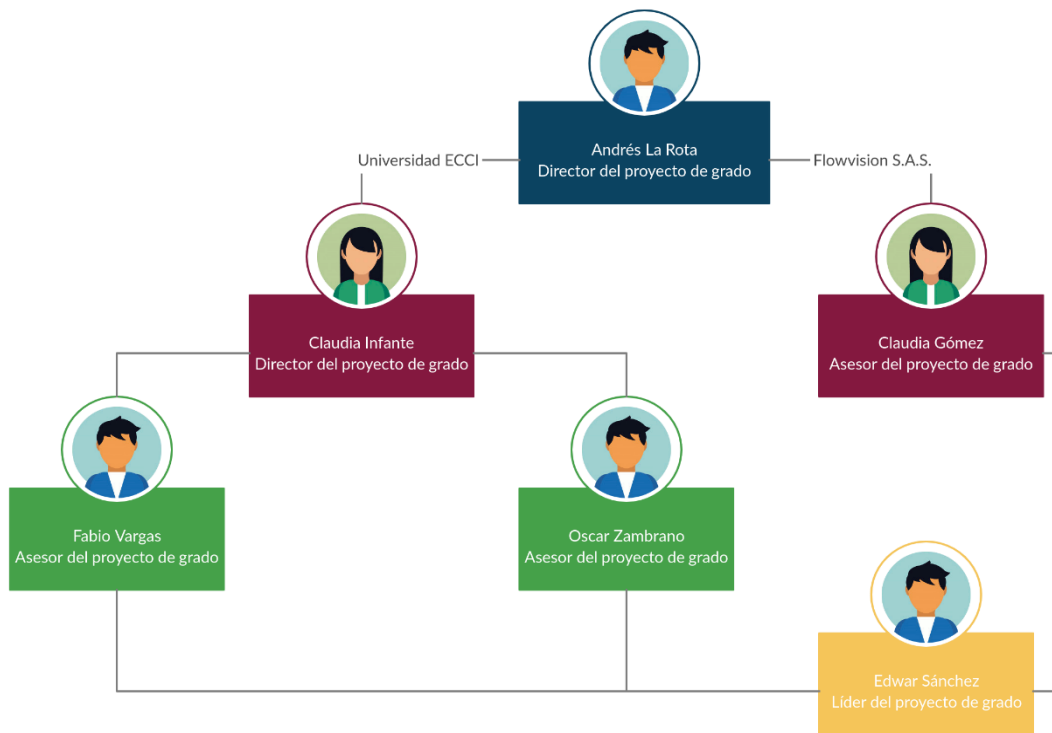 Andrés La Rota
Director del proyecto de grado
Universidad ECCI
Flowvision S.A.S.
Claudia Infante
Director del proyecto de grado
Claudia Gómez
Asesor del proyecto de grado
Fabio Vargas
Asesor del proyecto de grado
Oscar Zambrano
Asesor del proyecto de grado
Edwar Sánchez
Líder del proyecto de grado